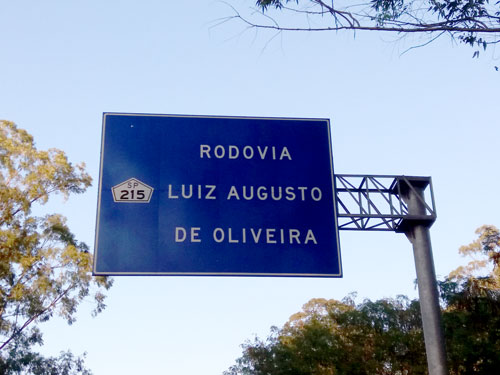 RODOVIA
SP
215
LUIZ AUGUSTO
DE OLIVEIRA